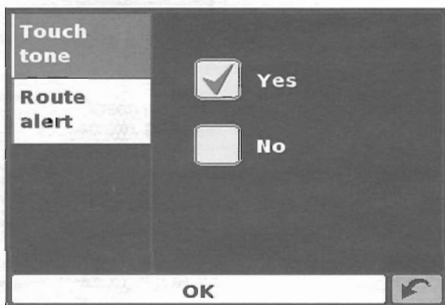 Touch
tone
Route
alert
Yes
No
OK